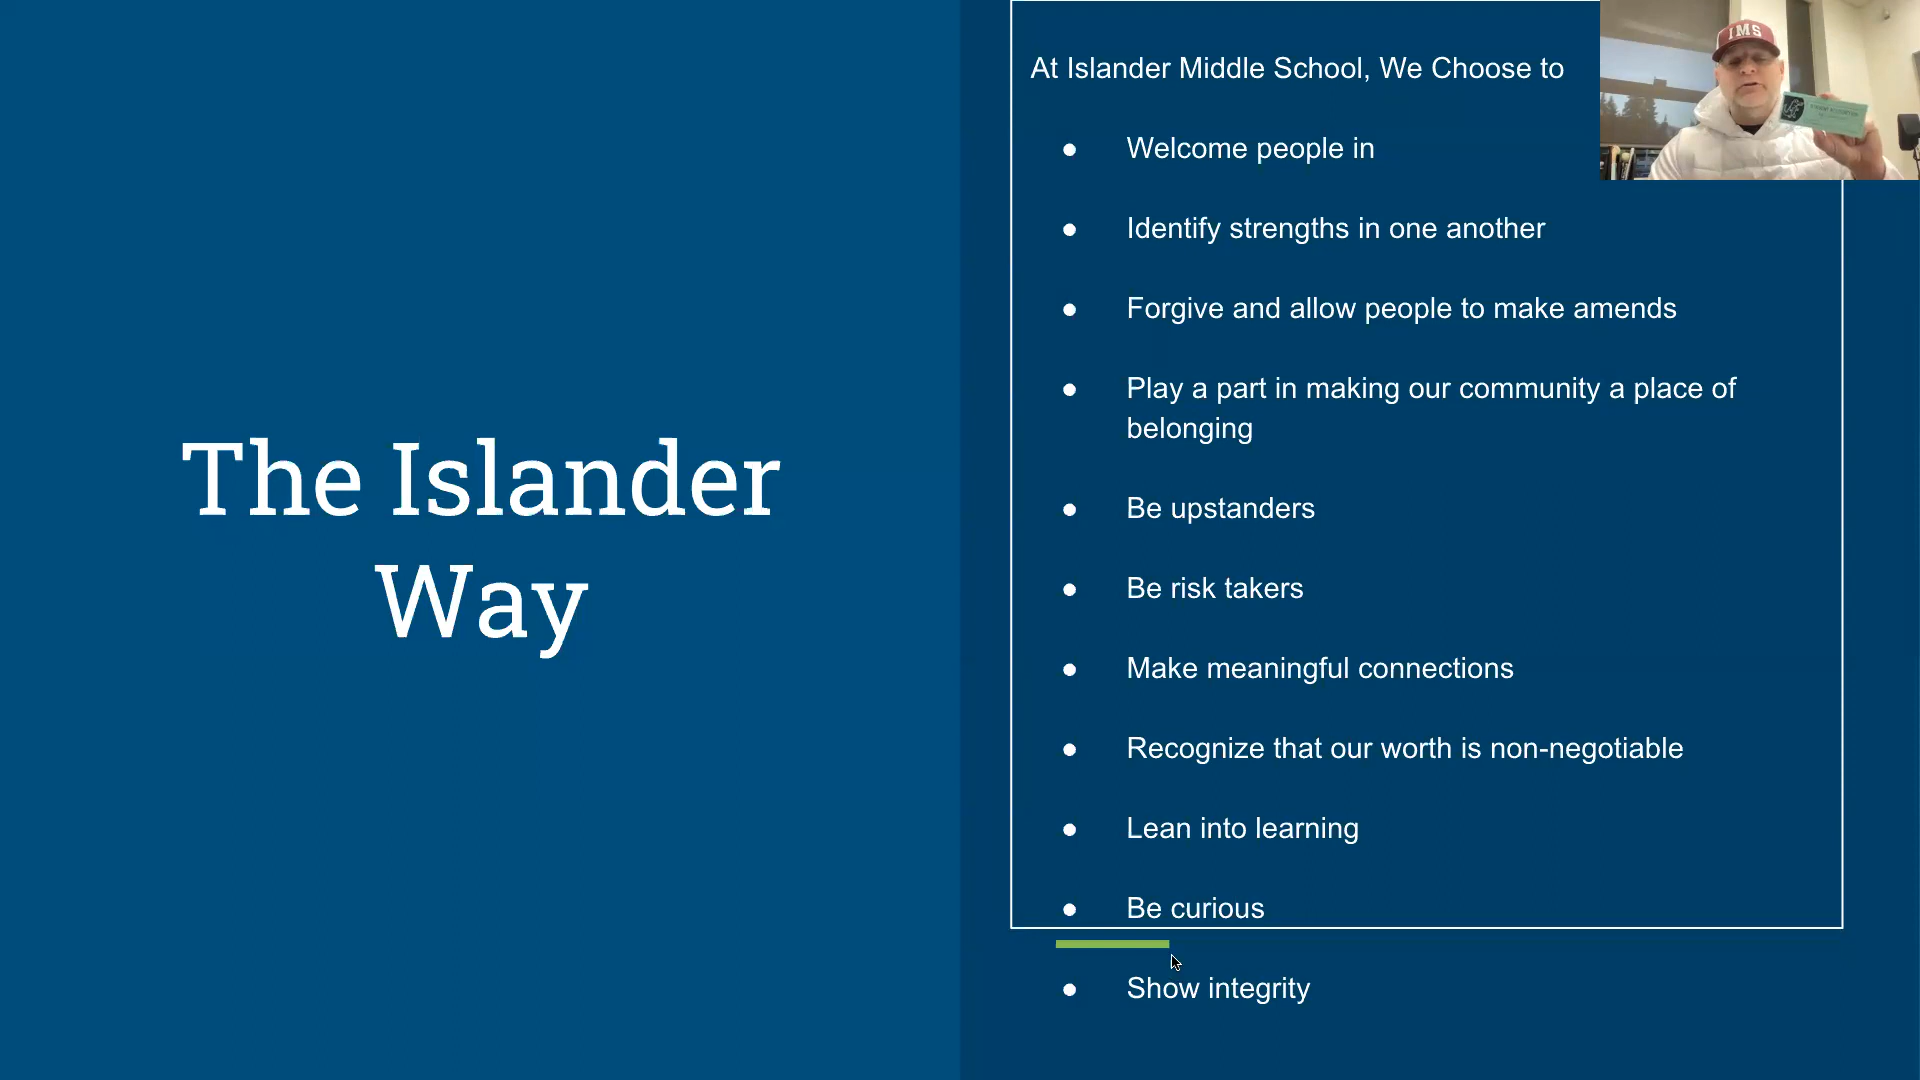 The Islander
Way
At Islander Middle School, We Choose to
● Welcome people in
● Identify strengths in one another
● Forgive and allow people to make amends
● Play a part in making our community a place of
belonging
● Be upstanders
● Be risk takers
● Make meaningful connections
● Recognize that our worth is non-negotiable
● Lean into learning
● Be curious
● Show integrity
IMS